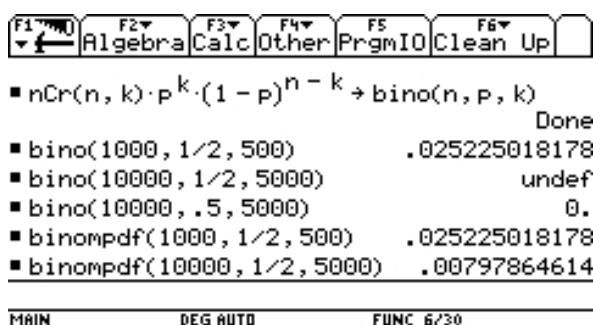 F1 F2 Algebra F3 Calc F4 Other F5 PrgmIO F6 Clean Up
▪ nCr(n, k)·p^k·(1 - p)^(n - k) → bino(n, p, k)
Done
▪ bino(1000, 1/2, 500) .025225018178
▪ bino(10000, 1/2, 5000) undef
▪ bino(10000, .5, 5000) 0.
▪ binompdf(1000, 1/2, 500) .025225018178
▪ binompdf(10000, 1/2, 5000) .00797864614
MAIN DEG AUTO FUNC 6/30